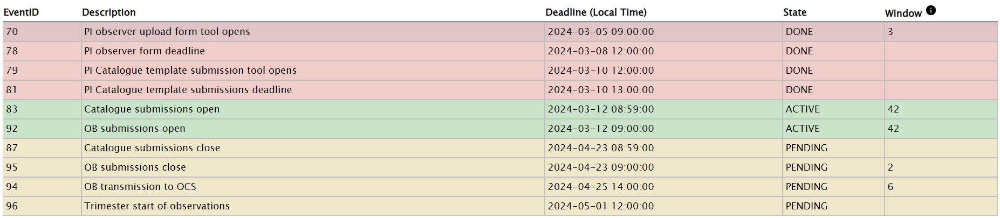 EventID Description Deadline (Local Time) State Window
70 PI observer upload form tool opens 2024-03-05 09:00:00 DONE 3
78 PI observer form deadline 2024-03-08 12:00:00 DONE
79 PI Catalogue template submission tool opens 2024-03-10 12:00:00 DONE
81 PI Catalogue template submissions deadline 2024-03-10 13:00:00 DONE
83 Catalogue submissions open 2024-03-12 08:59:00 ACTIVE 42
92 OB submissions open 2024-03-12 09:00:00 ACTIVE 42
87 Catalogue submissions close 2024-04-23 08:59:00 PENDING
95 OB submissions close 2024-04-23 09:00:00 PENDING 2
94 OB transmission to OCS 2024-04-25 14:00:00 PENDING 6
96 Trimester start of observations 2024-05-01 12:00:00 PENDING